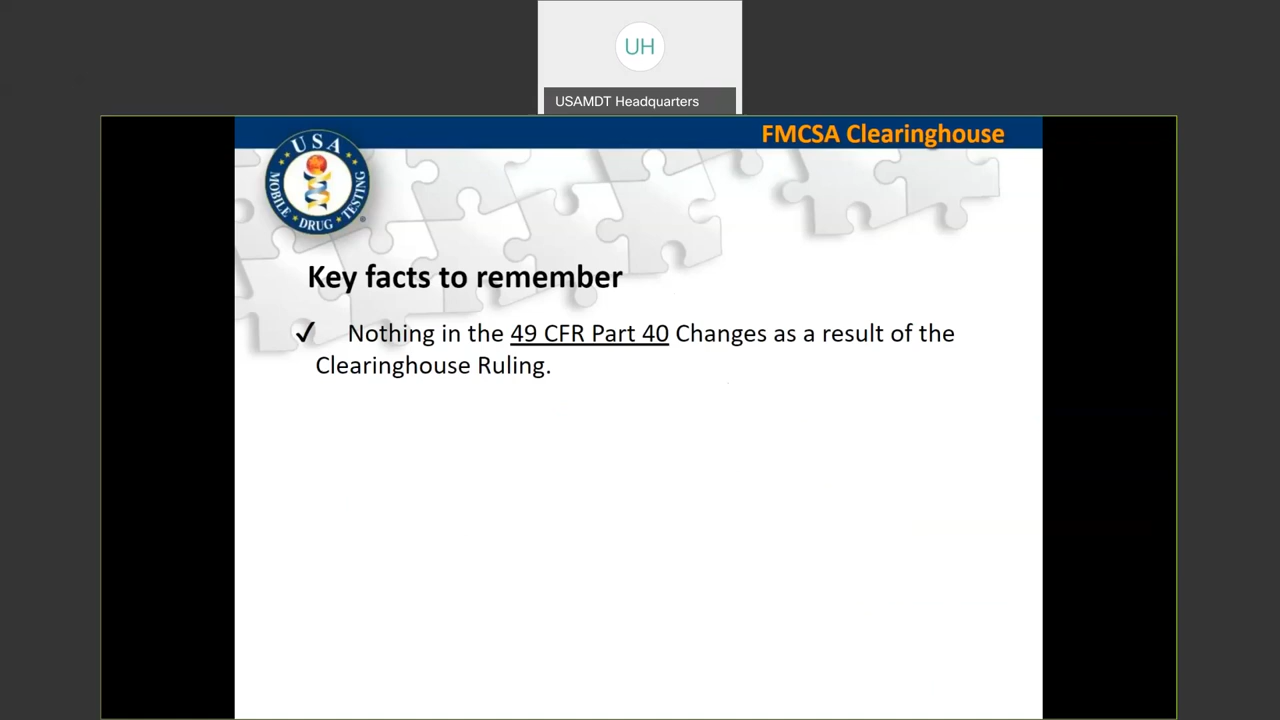 UH
USAMDT Headquarters
FMCSA Clearinghouse
USA
MOBILE DRUG TESTING
Key facts to remember
✓ Nothing in the 49 CFR Part 40 Changes as a result of the
Clearinghouse Ruling.